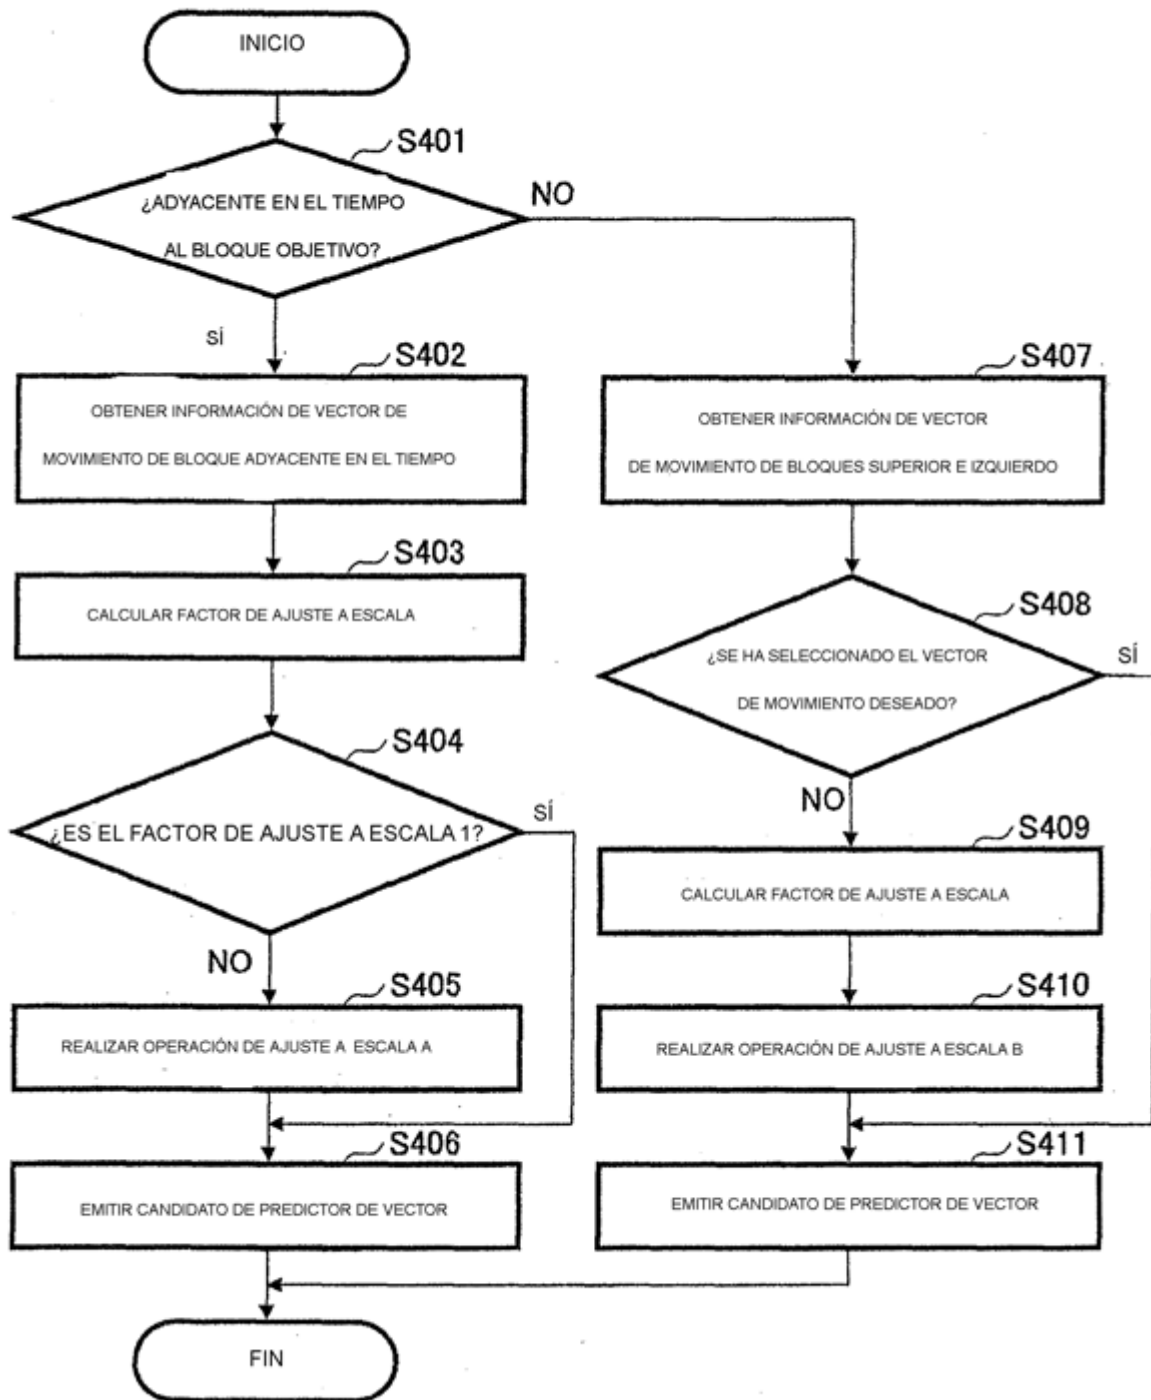 INICIO
S401
¿ADYACENTE EN EL TIEMPO
AL BLOQUE OBJETIVO?
NO
SÍ
S402
OBTENER INFORMACIÓN DE VECTOR DE
MOVIMIENTO DE BLOQUE ADYACENTE EN EL TIEMPO
S403
CALCULAR FACTOR DE AJUSTE A ESCALA
S404
¿ES EL FACTOR DE AJUSTE A ESCALA 1?
SÍ
NO
S405
REALIZAR OPERACIÓN DE AJUSTE A ESCALA A
S406
EMITIR CANDIDATO DE PREDICTOR DE VECTOR
S407
OBTENER INFORMACIÓN DE VECTOR
DE MOVIMIENTO DE BLOQUES SUPERIOR E IZQUIERDO
S408
¿SE HA SELECCIONADO EL VECTOR
DE MOVIMIENTO DESEADO?
SÍ
NO
S409
CALCULAR FACTOR DE AJUSTE A ESCALA
S410
REALIZAR OPERACIÓN DE AJUSTE A ESCALA B
S411
EMITIR CANDIDATO DE PREDICTOR DE VECTOR
FIN